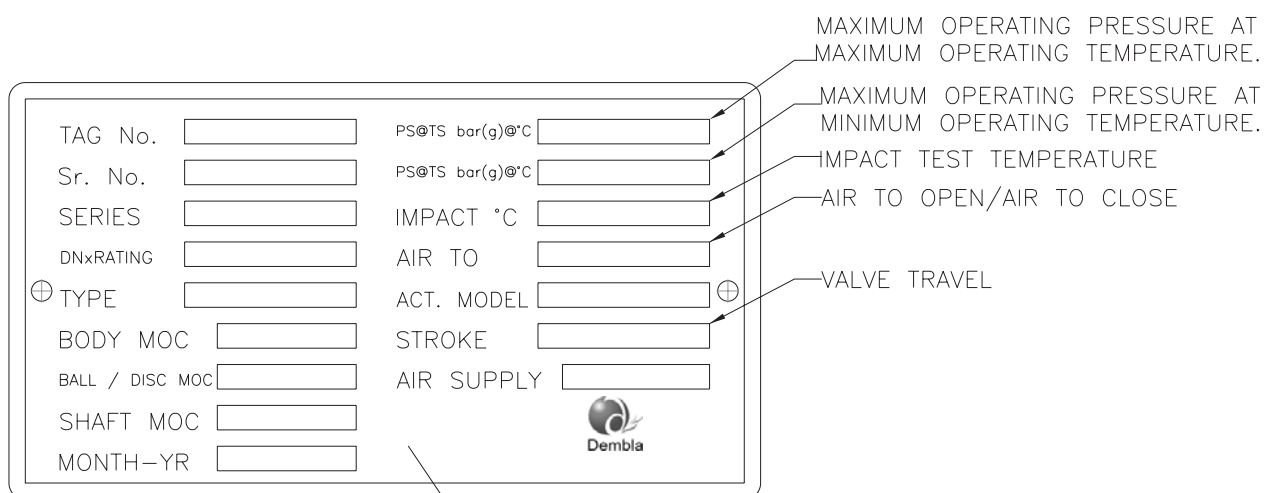 MAXIMUM OPERATING PRESSURE AT
MAXIMUM OPERATING TEMPERATURE.
MAXIMUM OPERATING PRESSURE AT
MINIMUM OPERATING TEMPERATURE.
IMPACT TEST TEMPERATURE
AIR TO OPEN/AIR TO CLOSE
VALVE TRAVEL
TAG No.
Sr. No.
SERIES
DNxRATING
TYPE
BODY MOC
BALL / DISC MOC
SHAFT MOC
MONTH-YR
PS@TS bar(g)@°C
PS@TS bar(g)@°C
IMPACT °C
AIR TO
ACT. MODEL
STROKE
AIR SUPPLY
Dembla